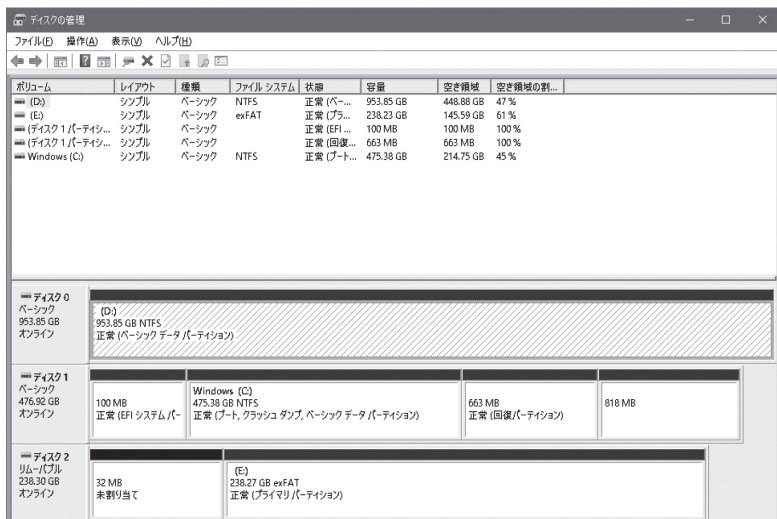 ディスクの管理
ファイル(F) 操作(A) 表示(V) ヘルプ(H)
ボリューム レイアウト 種類 ファイル システム 状態 容量 空き領域 空き領域の割...
(D:) シンプル ベーシック NTFS 正常 (ベー... 953.85 GB 448.88 GB 47 %
(E:) シンプル ベーシック exFAT 正常 (プラ... 238.23 GB 145.59 GB 61 %
(ディスク 1 パーティシ... シンプル ベーシック 正常 (EFI ... 100 MB 100 MB 100 %
(ディスク 1 パーティシ... シンプル ベーシック 正常 (回復... 663 MB 663 MB 100 %
Windows (C:) シンプル ベーシック NTFS 正常 (ブート... 475.38 GB 214.75 GB 45 %
ディスク 0
ベーシック
953.85 GB
オンライン
(D:)
953.85 GB NTFS
正常 (ベーシック データ パーティション)
ディスク 1
ベーシック
476.92 GB
オンライン
100 MB
正常 (EFI システム パー
Windows (C:)
475.38 GB NTFS
正常 (ブート, クラッシュ ダンプ, ベーシック データ パーティション)
663 MB
正常 (回復パーティション)
818 MB
ディスク 2
リムーバブル
238.30 GB
オンライン
32 MB
未割り当て
(E:)
238.27 GB exFAT
正常 (プライマリ パーティション)